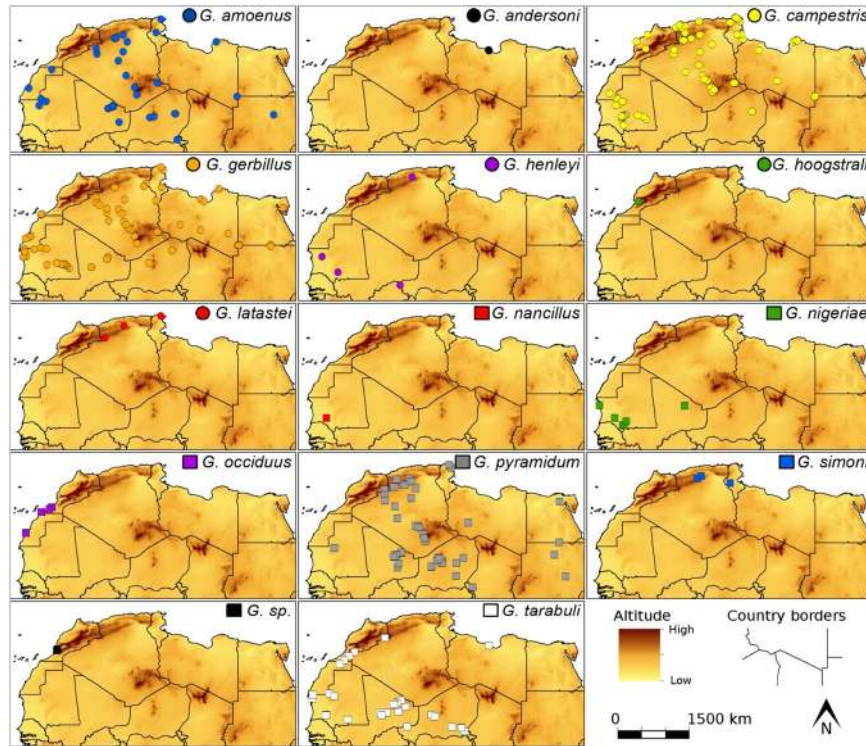 G. amoenus
G. andersoni
G. campestris
G. gerbillus
G. henleyi
G. hoogstrali
G. latastei
G. nancillus
G. nigeriae
G. occiduus
G. pyramidum
G. simoni
G. sp.
G. tarabuli
Altitude
High
Low
Country borders
0 1500 km
N